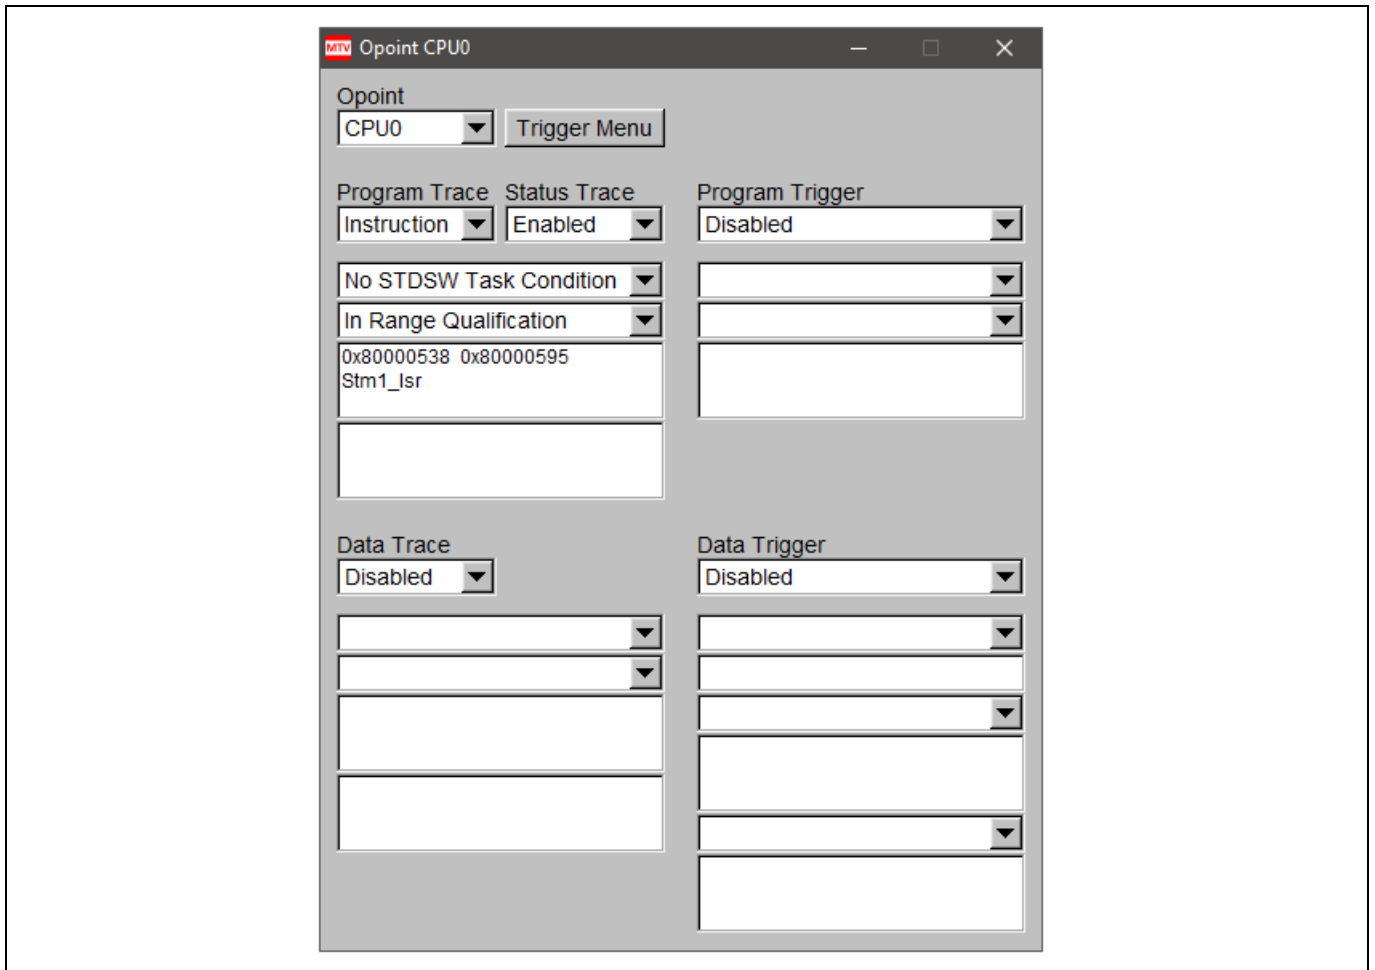 MTV Opoint CPU0
Opoint
CPU0 Trigger Menu
Program Trace Status Trace Program Trigger
Instruction Enabled Disabled
No STDSW Task Condition
In Range Qualification
0x80000538 0x80000595
Stm1_Isr
Data Trace Data Trigger
Disabled Disabled